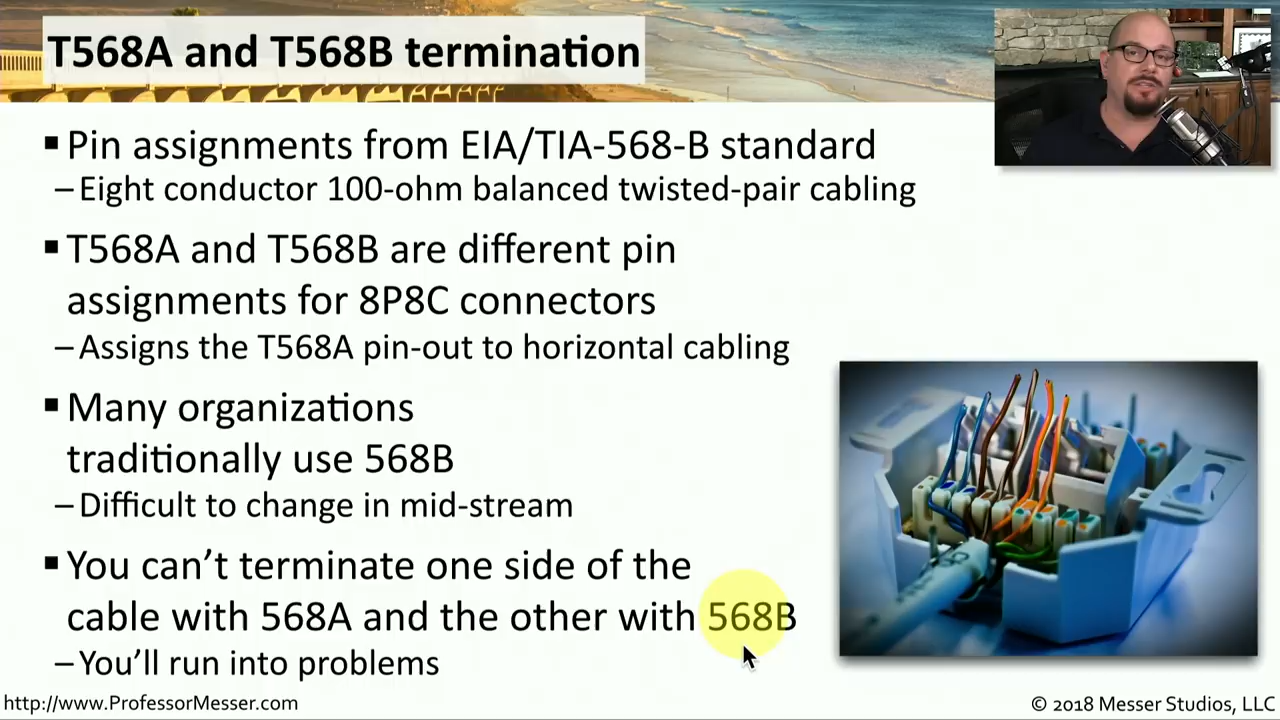 T568A and T568B termination
▪ Pin assignments from EIA/TIA-568-B standard
– Eight conductor 100-ohm balanced twisted-pair cabling
▪ T568A and T568B are different pin
assignments for 8P8C connectors
– Assigns the T568A pin-out to horizontal cabling
▪ Many organizations
traditionally use 568B
– Difficult to change in mid-stream
▪ You can’t terminate one side of the
cable with 568A and the other with 568B
– You’ll run into problems
http://www.ProfessorMesser.com
© 2018 Messer Studios, LLC